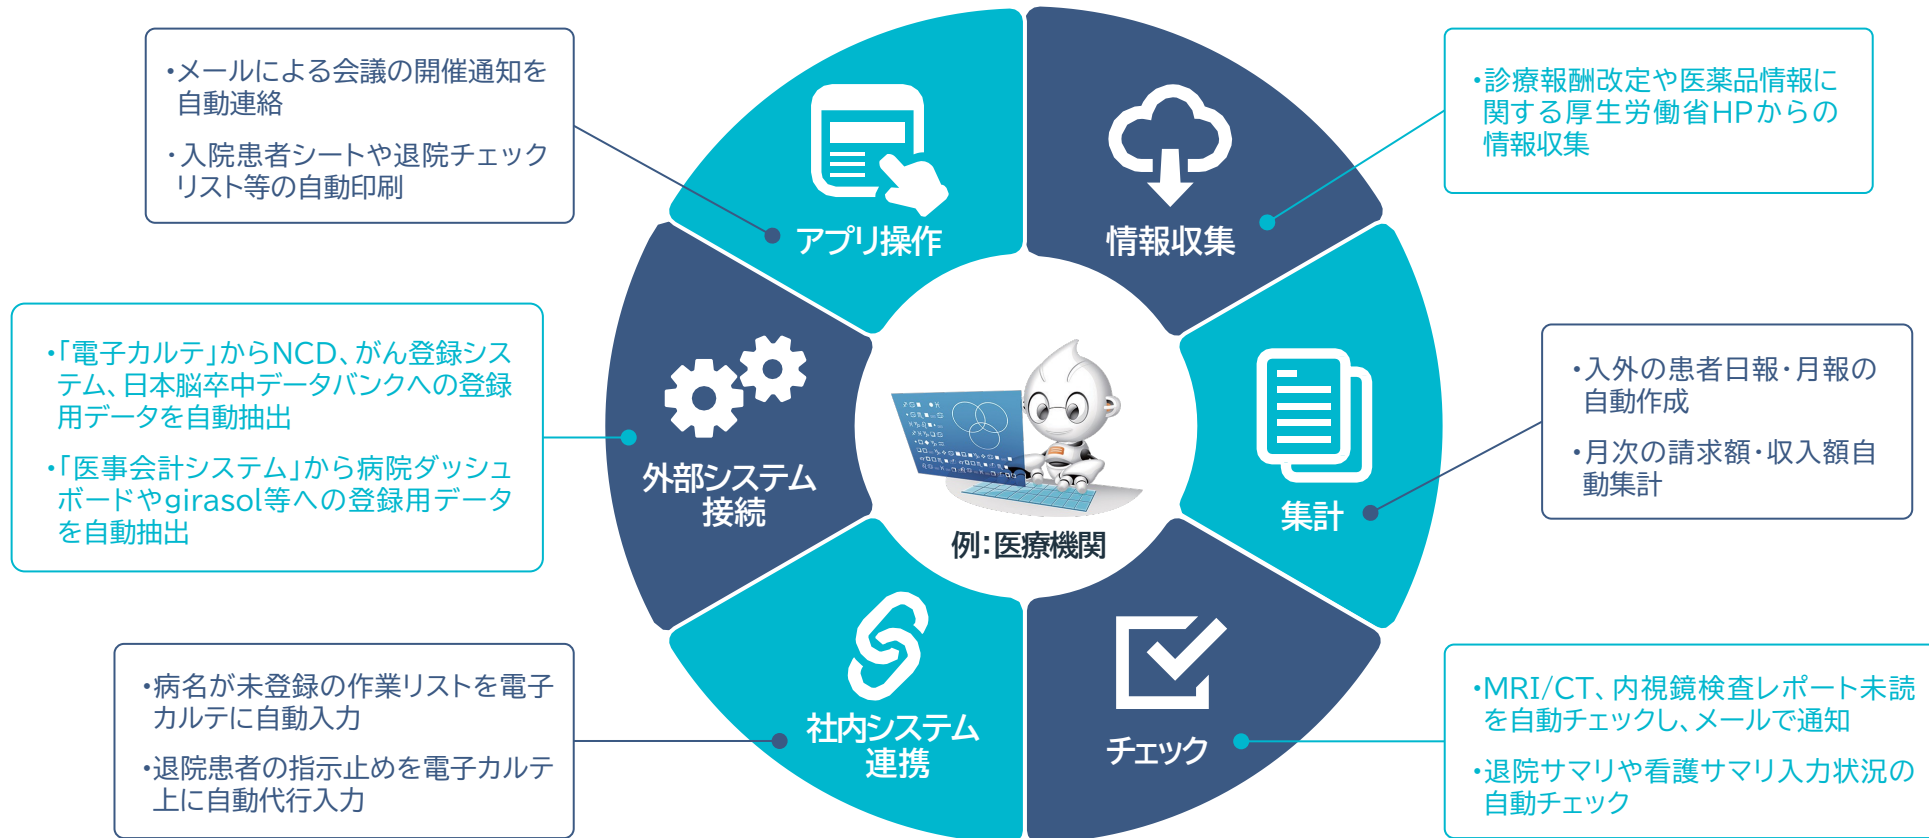 ・メールによる会議の開催通知を
自動連絡
・入院患者シートや退院チェック
リスト等の自動印刷
アプリ操作
情報収集
・診療報酬改定や医薬品情報に
関する厚生労働省HPからの
情報収集
・「電子カルテ」からNCD、がん登録シス
テム、日本脳卒中データバンクへの登録
用データを自動抽出
・「医事会計システム」から病院ダッシュ
ボードやgirasol等への登録用データ
を自動抽出
外部システム
接続
例：医療機関
集計
・入外の患者日報・月報の
自動作成
・月次の請求額・収入額自
動集計
・病名が未登録の作業リストを電子
カルテに自動入力
・退院患者の指示止めを電子カルテ
上に自動代行入力
社内システム
連携
チェック
・MRI/CT、内視鏡検査レポート未読
を自動チェックし、メールで通知
・退院サマリや看護サマリ入力状況の
自動チェック